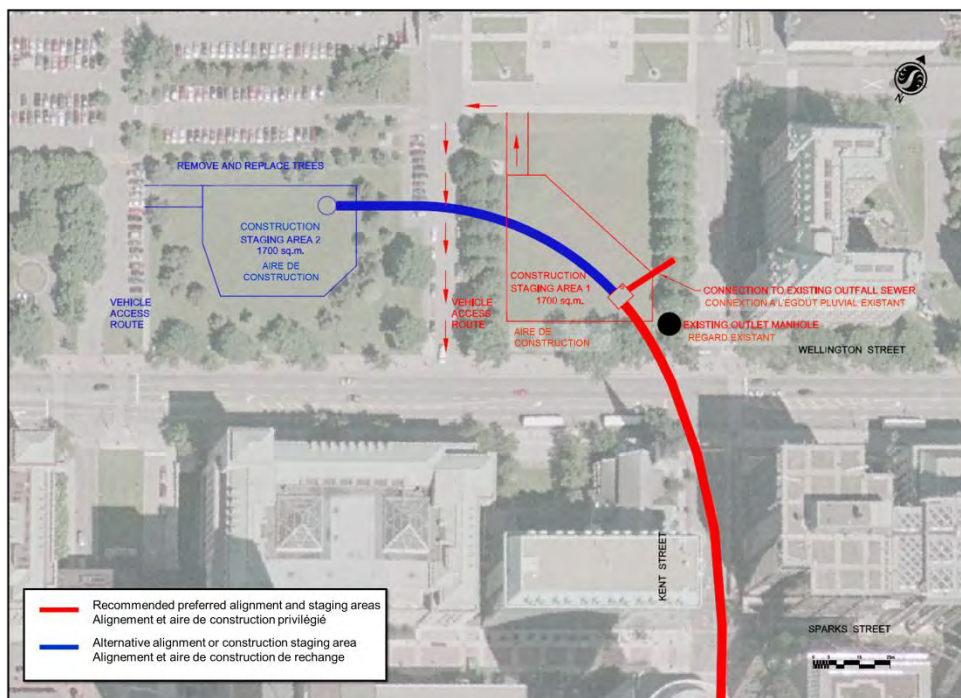 N
REMOVE AND REPLACE TREES
CONSTRUCTION
STAGING AREA 2
1700 sq.m.
AIRE DE
CONSTRUCTION
CONSTRUCTION
STAGING AREA 1
1700 sq.m.
AIRE DE
CONSTRUCTION
VEHICLE
ACCESS
ROUTE
VEHICLE
ACCESS
ROUTE
CONNECTION TO EXISTING OUTFALL SEWER
CONNEXTION A LÉGOUT PLUVIAL EXISTANT
EXISTING OUTLET MANHOLE
REGARD EXISTANT
WELLINGTON STREET
KENT STREET
SPARKS STREET
Recommended preferred alignment and staging areas
Alignement et aire de construction privilégié
Alternative alignment or construction staging area
Alignement et aire de construction de rechange